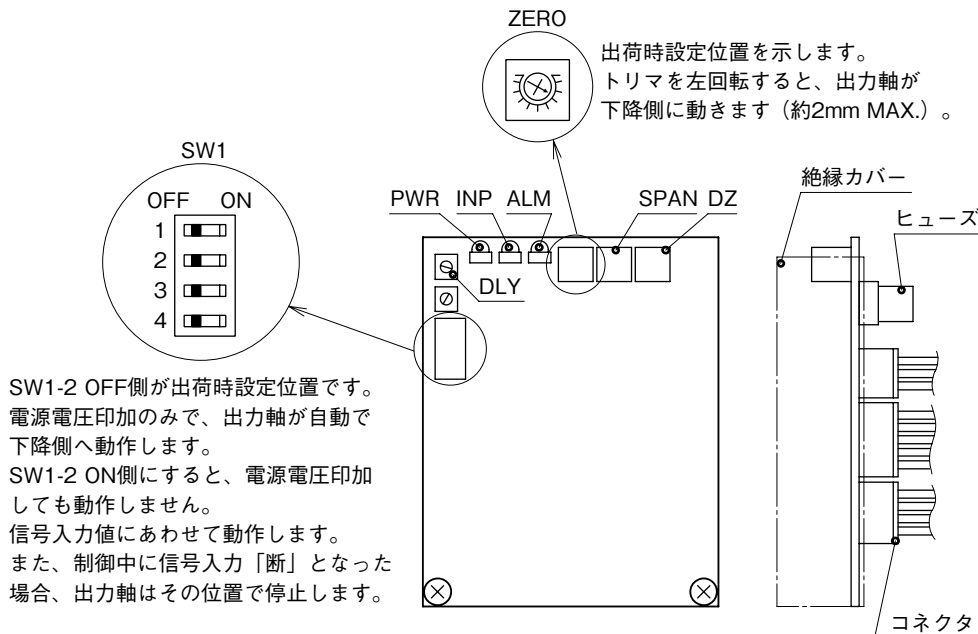 ZERO
出荷時設定位置を示します。
トリマを左回転すると、出力軸が
下降側に動きます（約2mm MAX.）。
SW1
OFF ON
1
2
3
4
PWR INP ALM
SPAN DZ
DLY
絶縁カバー
ヒューズ
コネクタ
SW1-2 OFF側が出荷時設定位置です。
電源電圧印加のみで、出力軸が自動で
下降側へ動作します。
SW1-2 ON側にすると、電源電圧印加
しても動作しません。
信号入力値にあわせて動作します。
また、制御中に信号入力「断」となった
場合、出力軸はその位置で停止します。